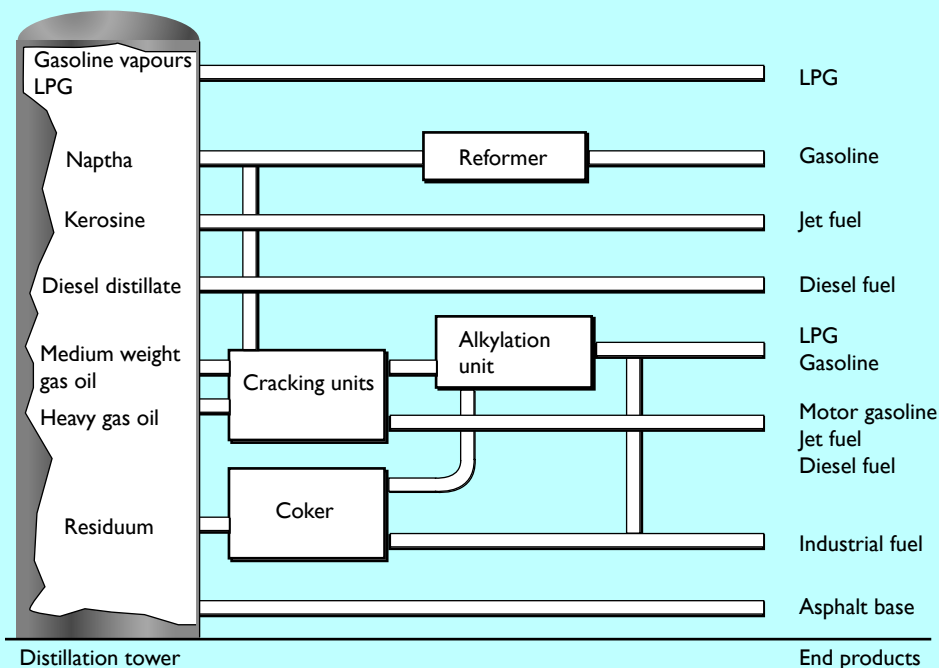 Gasoline vapours
LPG
LPG
Naptha
Reformer
Gasoline
Kerosine
Jet fuel
Diesel distillate
Diesel fuel
Medium weight
gas oil
Heavy gas oil
Cracking units
Alkylation
unit
LPG
Gasoline
Motor gasoline
Jet fuel
Diesel fuel
Residuum
Coker
Industrial fuel
Asphalt base
Distillation tower
End products